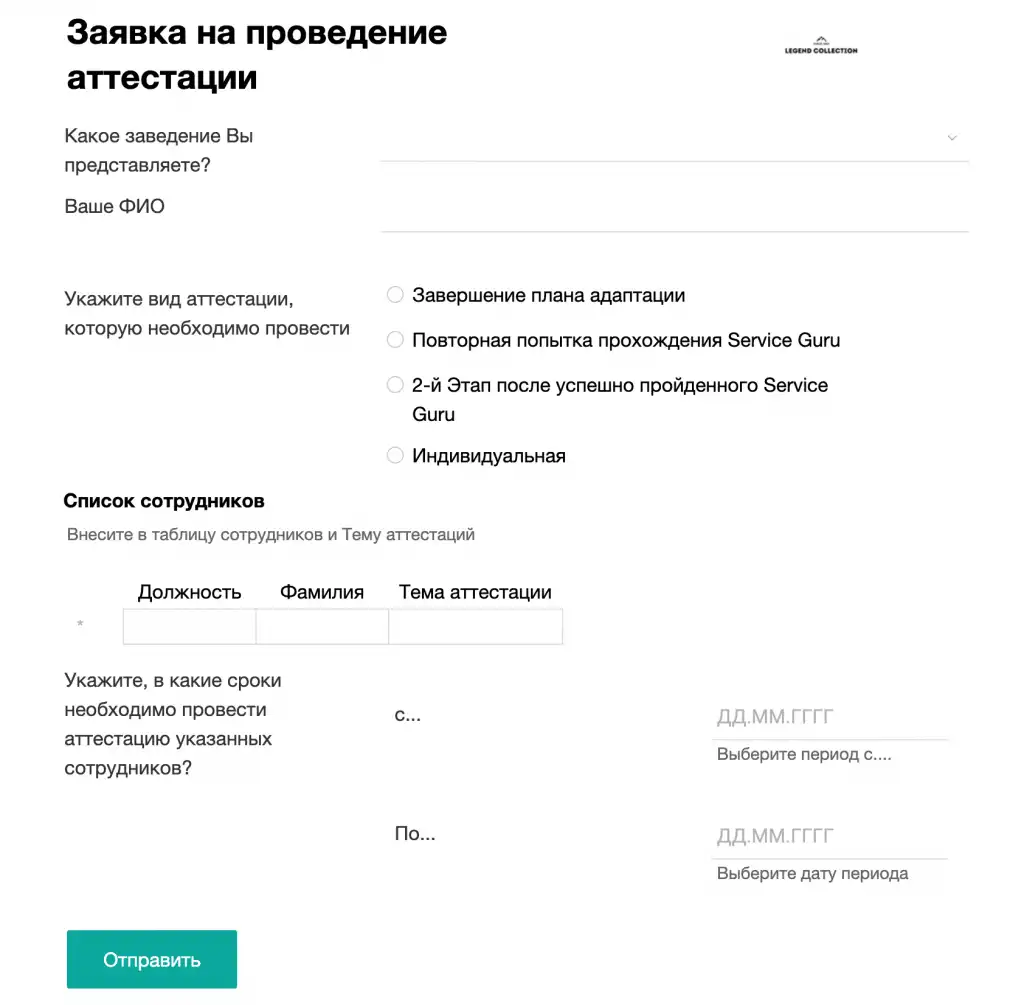 Заявка на проведение
аттестации
LEGEND COLLECTION
Какое заведение Вы
представляете?
Ваше ФИО
Укажите вид аттестации,
которую необходимо провести
Завершение плана адаптации
Повторная попытка прохождения Service Guru
2-й Этап после успешно пройденного Service
Guru
Индивидуальная
Список сотрудников
Внесите в таблицу сотрудников и Тему аттестаций
Должность Фамилия Тема аттестации
*
Укажите, в какие сроки
необходимо провести
аттестацию указанных
сотрудников?
с...
ДД.ММ.ГГГГ
Выберите период с....
По...
ДД.ММ.ГГГГ
Выберите дату периода
Отправить